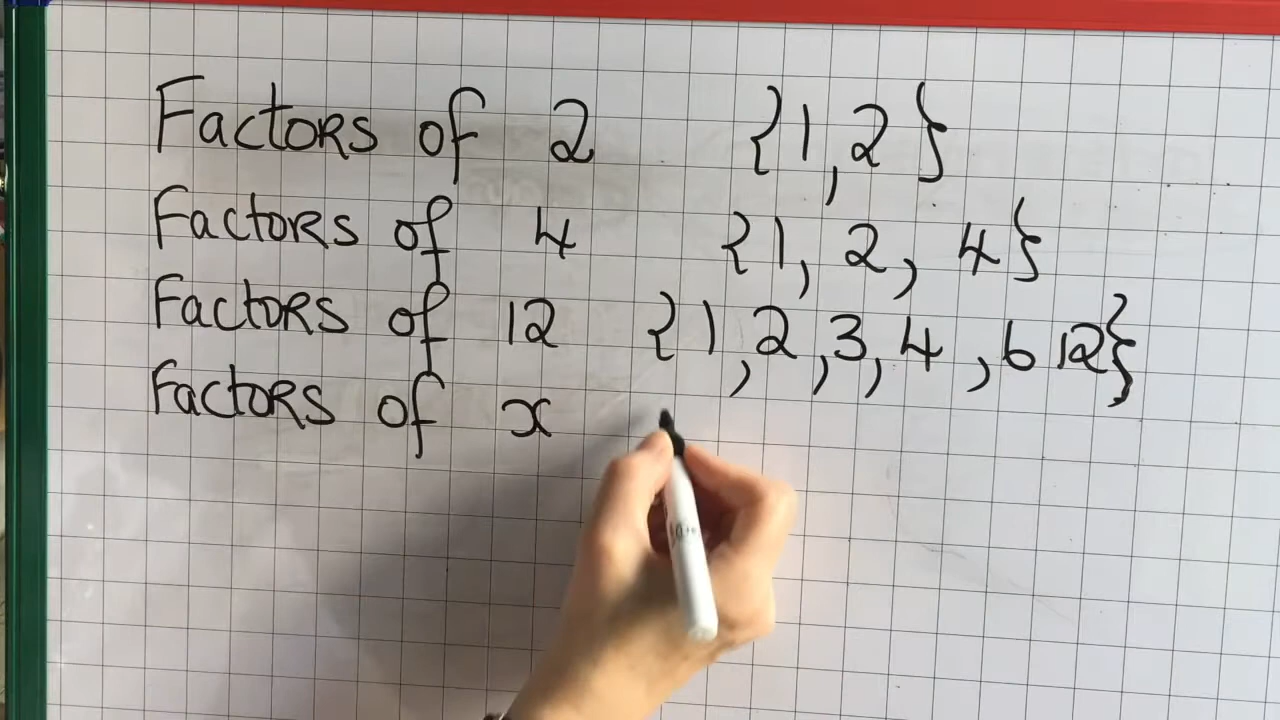 Factors of 2 {1,2}
Factors of 4 {1, 2, 4}
Factors of 12 {1,2,3,4,6 12}
Factors of x